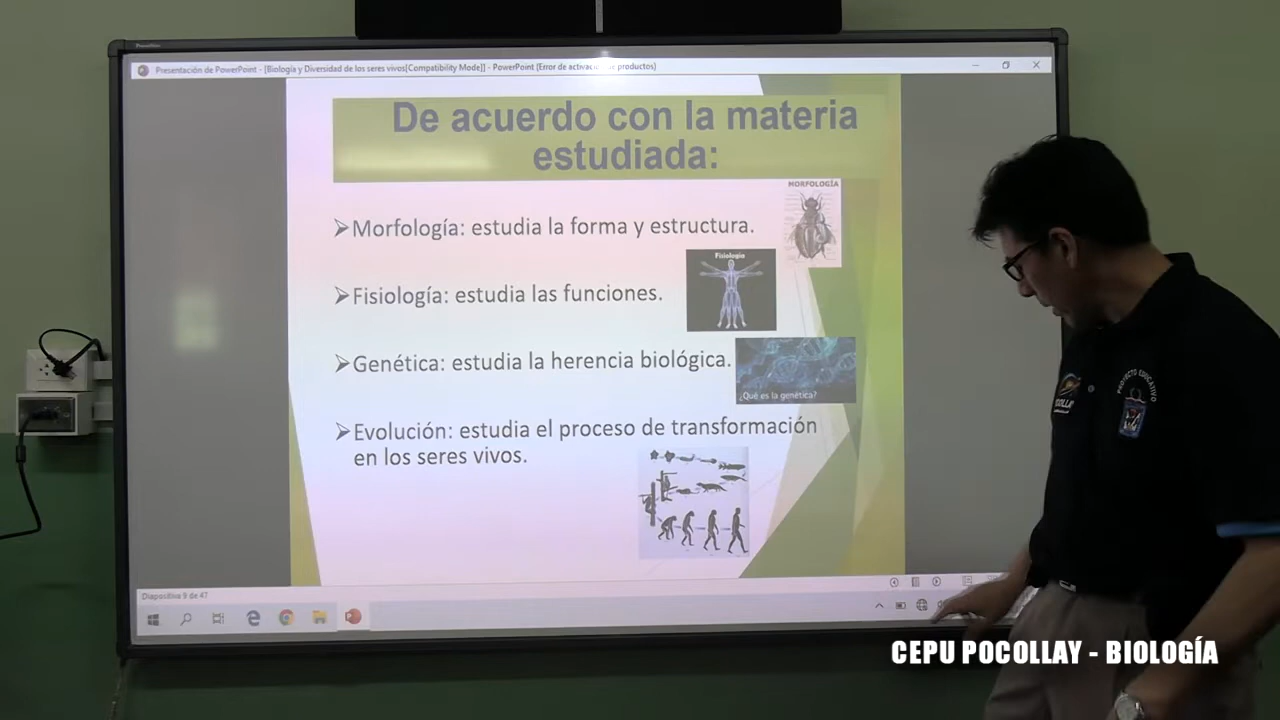 Presentación de PowerPoint - [Biología y Diversidad de los seres vivos[Compatibility Mode]] - PowerPoint (Error de productos)
De acuerdo con la materia
estudiada:
MORFOLOGÍA
➢Morfología: estudia la forma y estructura.
Fisiología
➢Fisiología: estudia las funciones.
➢Genética: estudia la herencia biológica.
¿Qué es la genética?
➢Evolución: estudia el proceso de transformación
en los seres vivos.
Diapositiva 9 de 47
PROYECTO EDUCATIVO
CEPU POCOLLAY - BIOLOGÍA